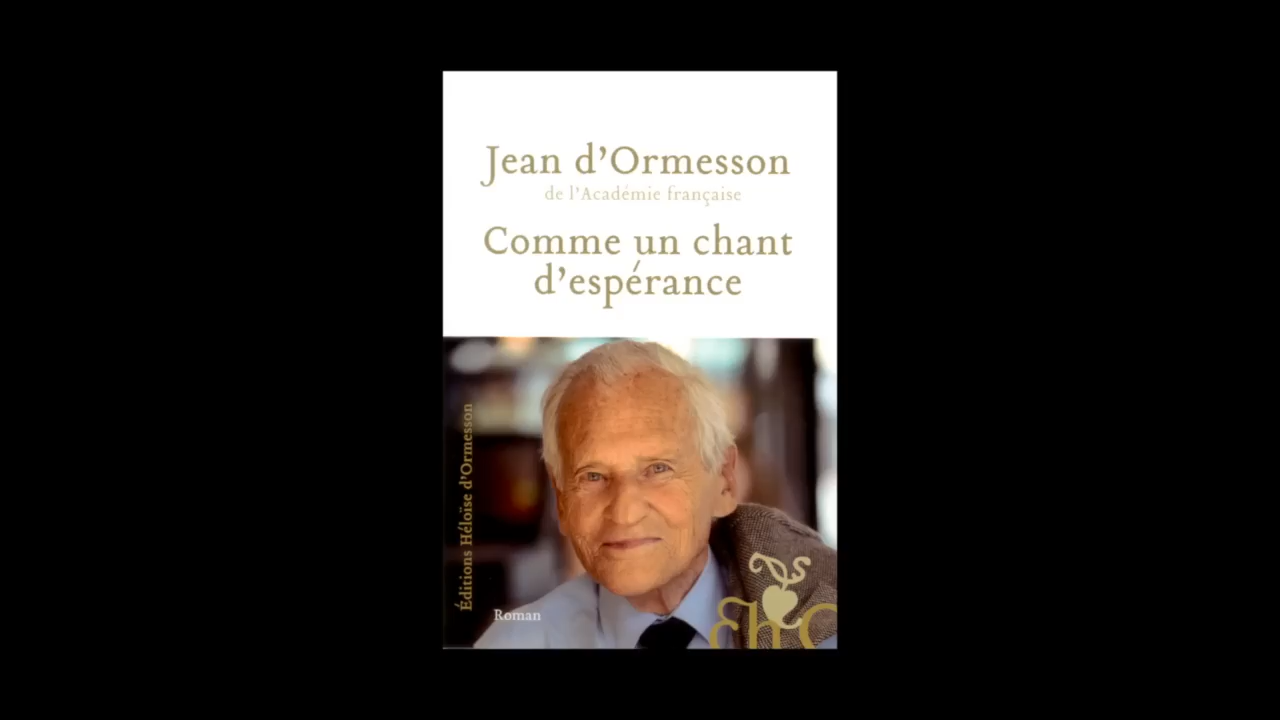 Jean d’Ormesson
de l’Académie française
Comme un chant
d’espérance
Éditions Héloïse d’Ormesson
Roman